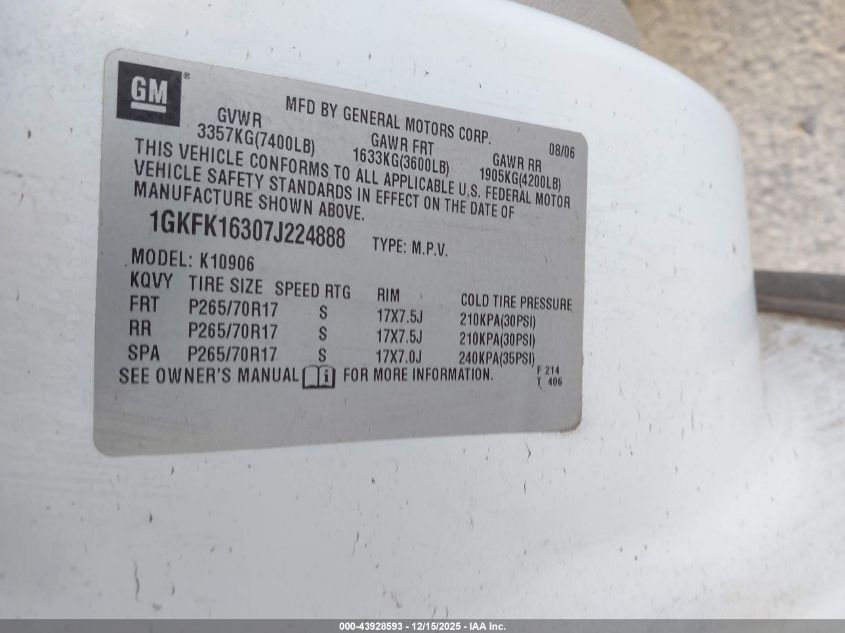 GM ®
MFD BY GENERAL MOTORS CORP. 08/06
GVWR GAWR FRT GAWR RR
3357KG(7400LB) 1633KG(3600LB) 1905KG(4200LB)
THIS VEHICLE CONFORMS TO ALL APPLICABLE U.S. FEDERAL MOTOR
VEHICLE SAFETY STANDARDS IN EFFECT ON THE DATE OF
MANUFACTURE SHOWN ABOVE.
1GKFK16307J224888 TYPE: M.P.V.
MODEL: K10906
KQVY TIRE SIZE SPEED RTG RIM COLD TIRE PRESSURE
FRT P265/70R17 S 17X7.5J 210KPA(30PSI)
RR P265/70R17 S 17X7.5J 210KPA(30PSI)
SPA P265/70R17 S 17X7.0J 240KPA(35PSI)
SEE OWNER'S MANUAL i FOR MORE INFORMATION. F 214
T 406
000-43928593 - 12/15/2025 - IAA Inc.